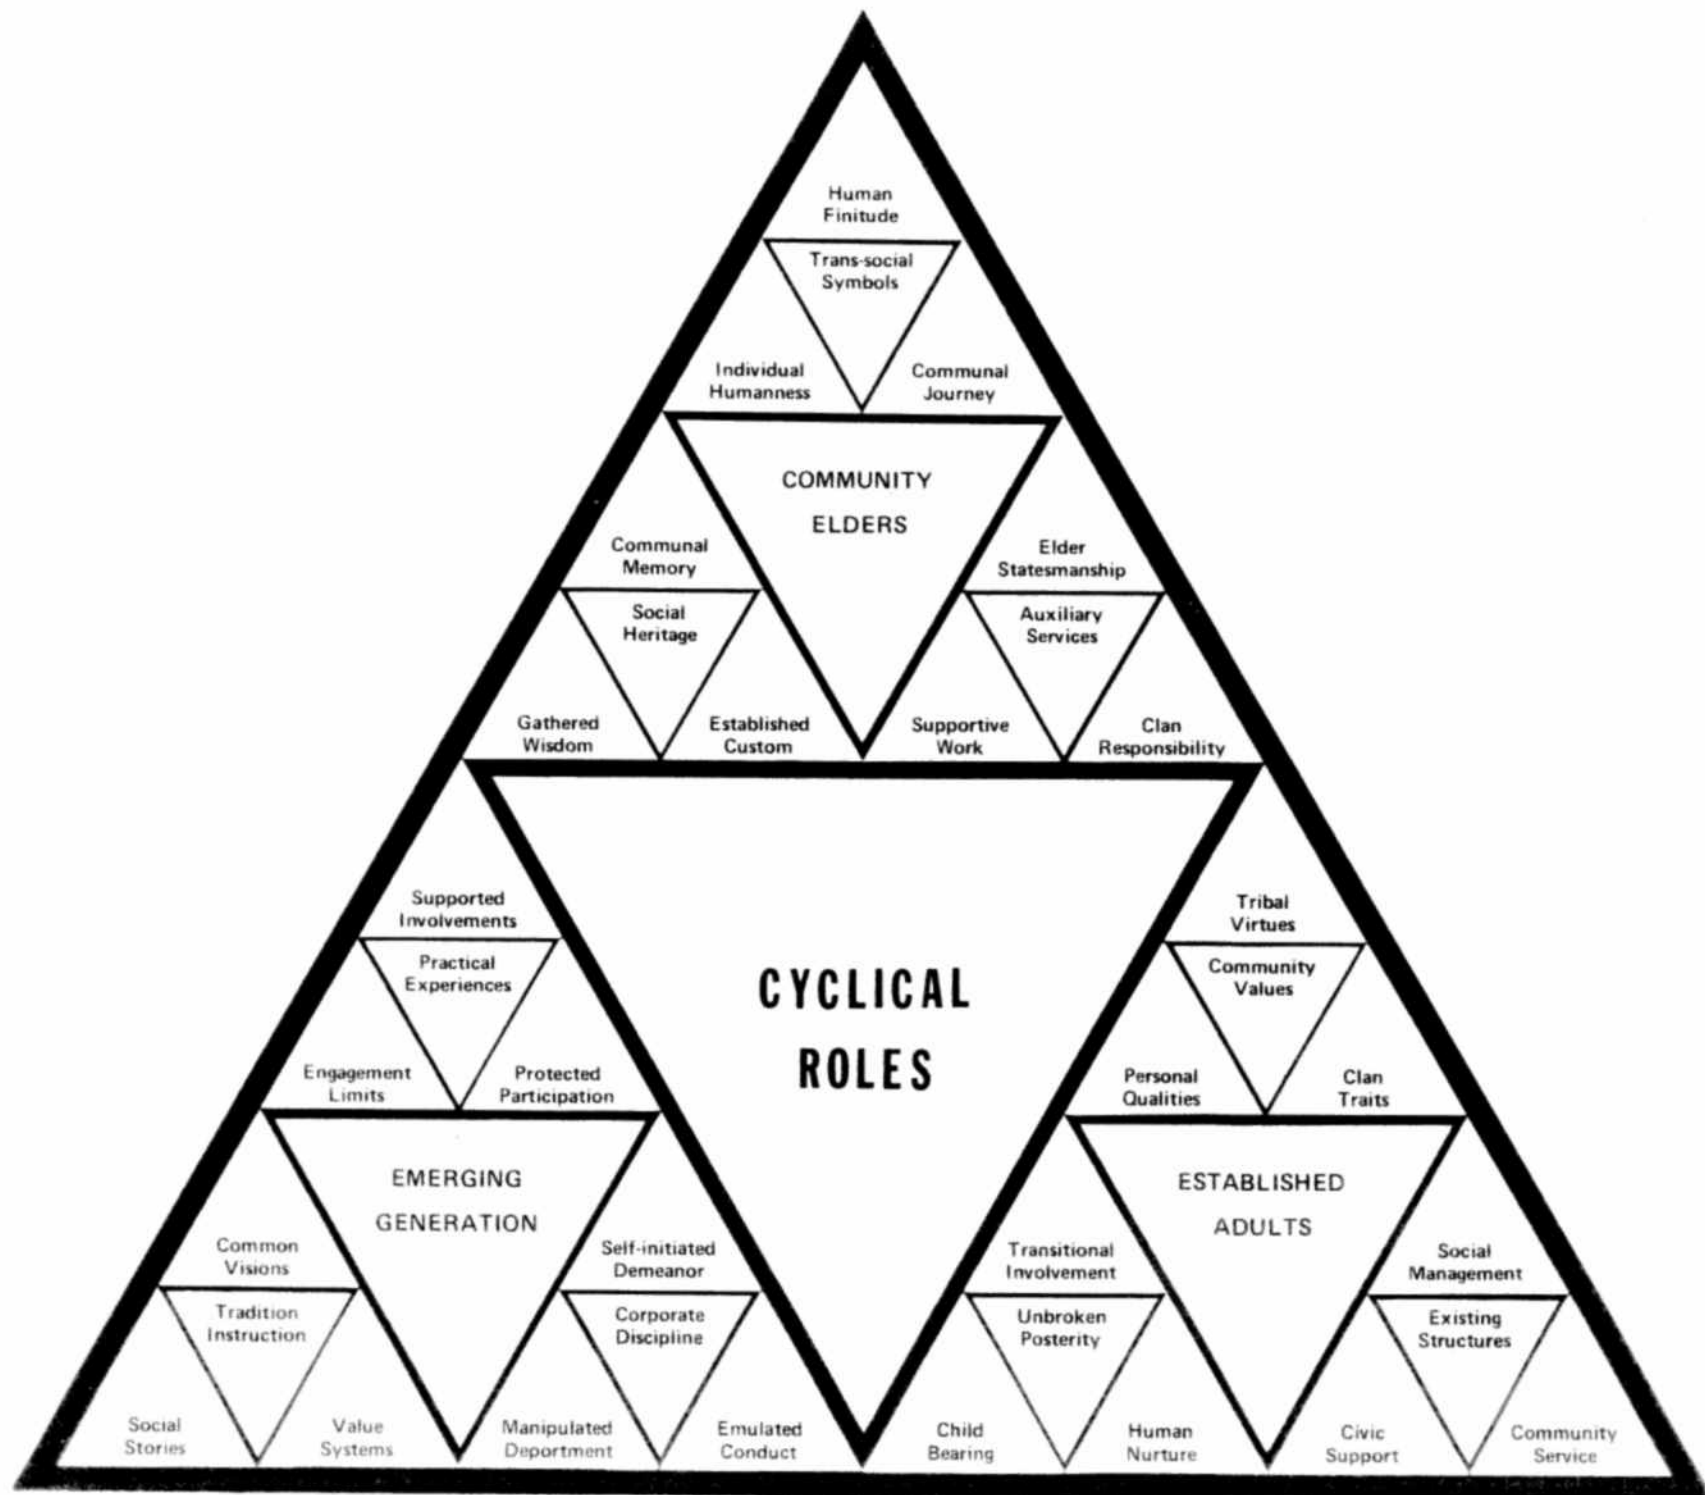 Human
Finitude
Trans-social
Symbols
Individual
Humanness
Communal
Journey
COMMUNITY
ELDERS
Communal
Memory
Social
Heritage
Gathered
Wisdom
Established
Custom
Elder
Statesmanship
Auxiliary
Services
Supportive
Work
Clan
Responsibility
CYCLICAL
ROLES
Supported
Involvements
Practical
Experiences
Engagement
Limits
Protected
Participation
EMERGING
GENERATION
Common
Visions
Tradition
Instruction
Social
Stories
Value
Systems
Self-initiated
Demeanor
Corporate
Discipline
Manipulated
Deportment
Emulated
Conduct
Tribal
Virtues
Community
Values
Personal
Qualities
Clan
Traits
ESTABLISHED
ADULTS
Transitional
Involvement
Unbroken
Posterity
Child
Bearing
Human
Nurture
Social
Management
Existing
Structures
Civic
Support
Community
Service